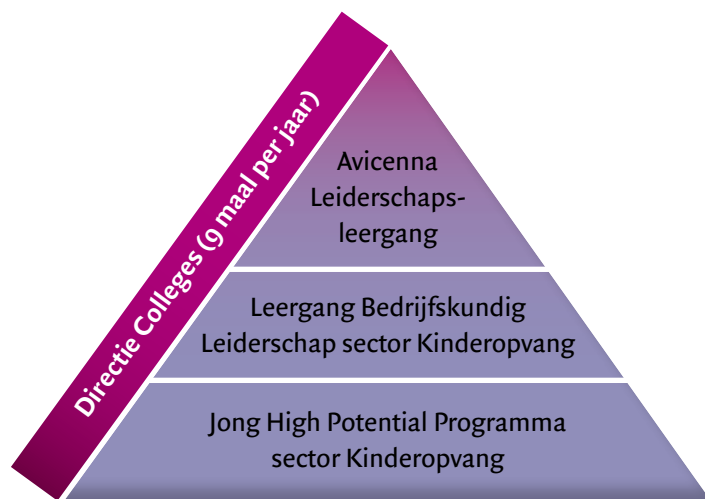 Directie Colleges (9 maal per jaar)
Avicenna
Leiderschaps-
leergang
Leergang Bedrijfskundig
Leiderschap sector Kinderopvang
Jong High Potential Programma
sector Kinderopvang